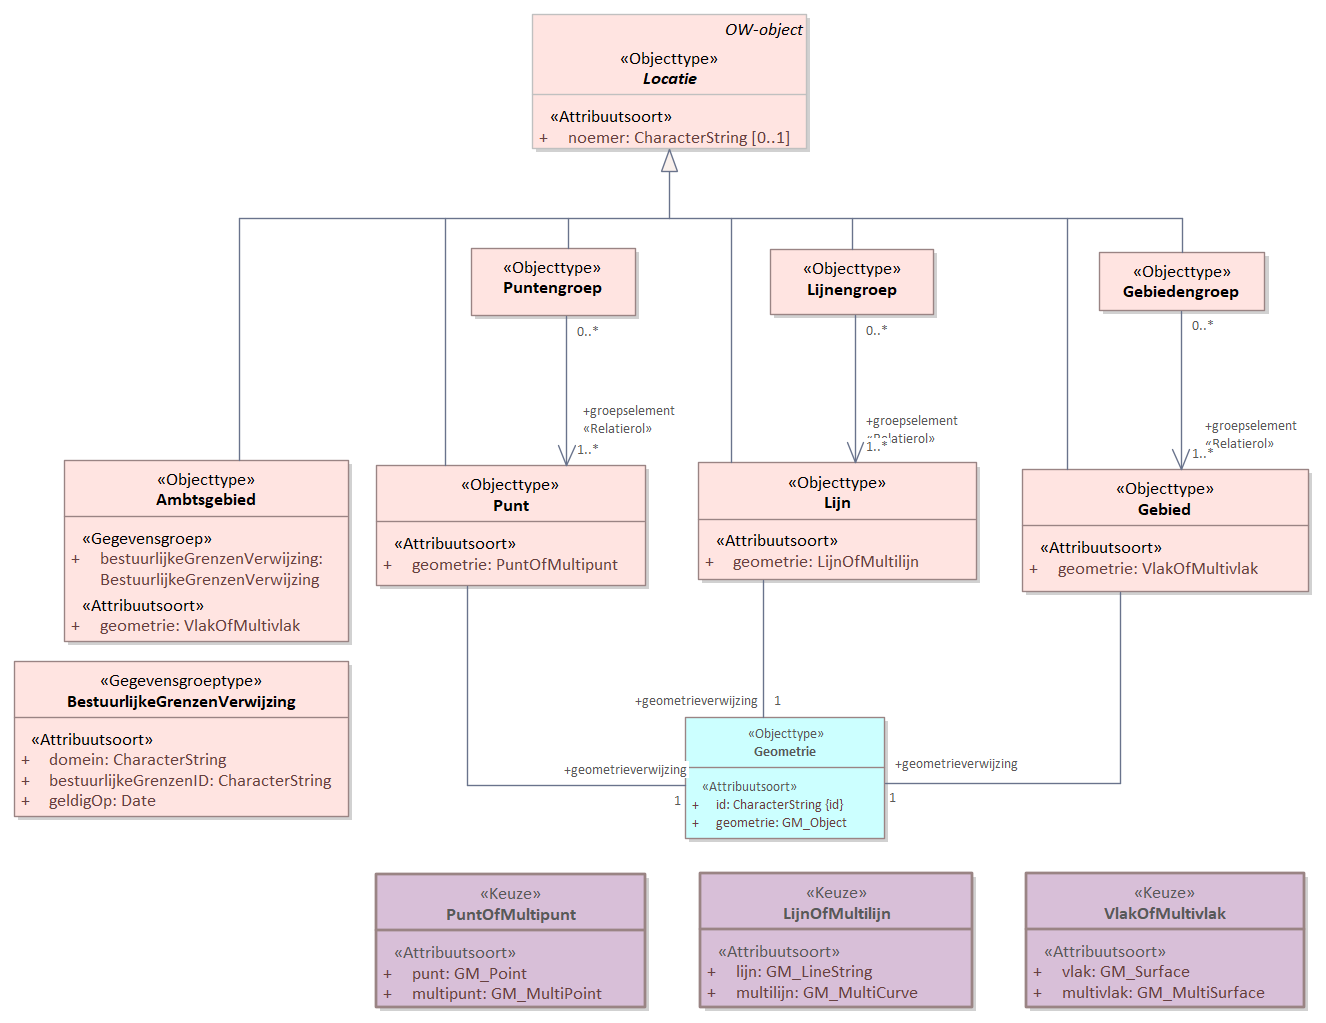 OW-object
«Objecttype»
Locatie
«Attribuutsoort»
+ noemer: CharacterString [0..1]
«Objecttype»
Puntengroep
0..*
+groepselement
«Relatierol»
1..*
«Objecttype»
Lijnengroep
0..*
+groepselement
«Relatierol»
1..*
«Objecttype»
Gebiedengroep
0..*
+groepselement
«Relatierol»
1..*
«Objecttype»
Ambtsgebied
«Gegevensgroep»
+ bestuurlijkeGrenzenVerwijzing:
BestuurlijkeGrenzenVerwijzing
«Attribuutsoort»
+ geometrie: VlakOfMultivlak
«Objecttype»
Punt
«Attribuutsoort»
+ geometrie: PuntOfMultipunt
«Objecttype»
Lijn
«Attribuutsoort»
+ geometrie: LijnOfMultilijn
«Objecttype»
Gebied
«Attribuutsoort»
+ geometrie: VlakOfMultivlak
«Gegevensgroeptype»
BestuurlijkeGrenzenVerwijzing
«Attribuutsoort»
+ domein: CharacterString
+ bestuurlijkeGrenzenID: CharacterString
+ geldigOp: Date
+geometrieverwijzing 1
+geometrieverwijzing
1
+geometrieverwijzing
1
«Objecttype»
Geometrie
«Attribuutsoort»
+ id: CharacterString {id}
+ geometrie: GM_Object
«Keuze»
PuntOfMultipunt
«Attribuutsoort»
+ punt: GM_Point
+ multipunt: GM_MultiPoint
«Keuze»
LijnOfMultilijn
«Attribuutsoort»
+ lijn: GM_LineString
+ multilijn: GM_MultiCurve
«Keuze»
VlakOfMultivlak
«Attribuutsoort»
+ vlak: GM_Surface
+ multivlak: GM_MultiSurface